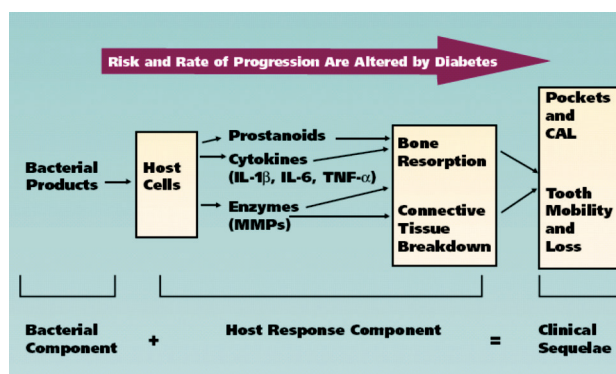 Risk and Rate of Progression Are Altered by Diabetes
Bacterial
Products
Host
Cells
Prostanoids
Cytokines
(IL-1β, IL-6, TNF-α)
Enzymes
(MMPs)
Bone
Resorption
Connective
Tissue
Breakdown
Pockets
and
CAL
Tooth
Mobility
and
Loss
Bacterial
Component
+
Host Response Component
=
Clinical
Sequelae